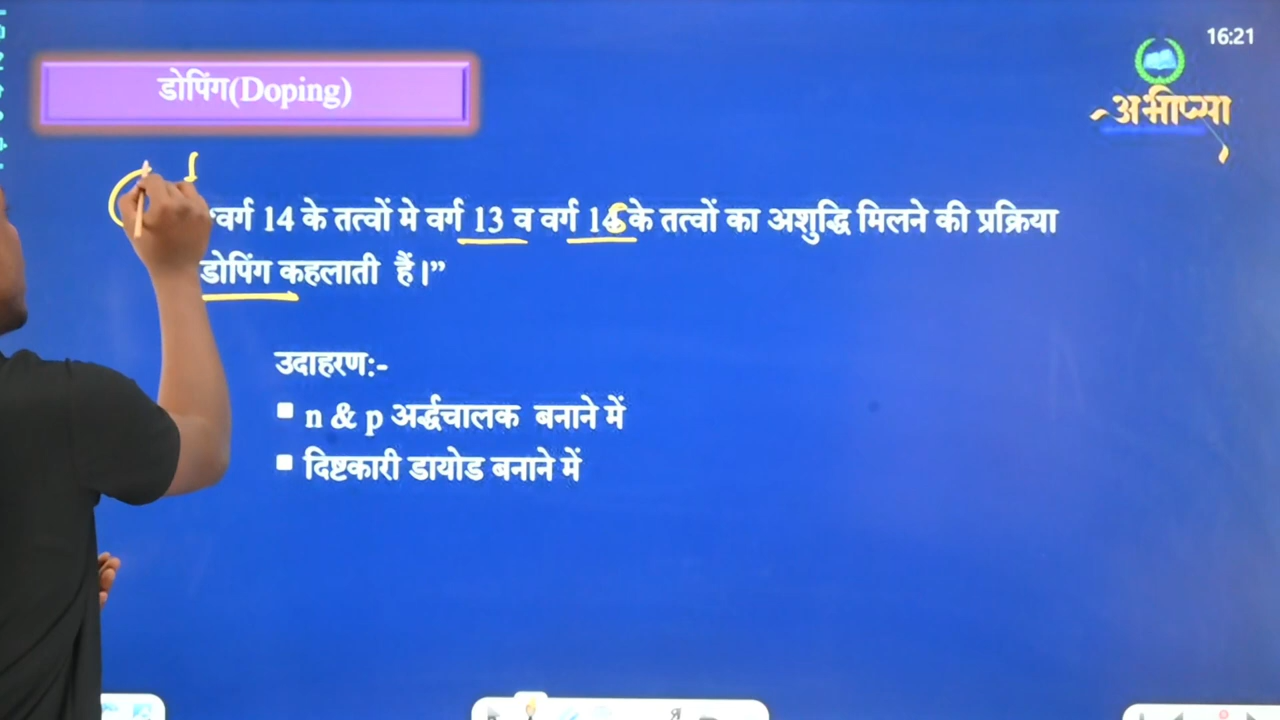 16:21
डोपिंग(Doping)
अभीप्सा
“वर्ग 14 के तत्वों मे वर्ग 13 व वर्ग 15 के तत्वों का अशुद्धि मिलने की प्रक्रिया
डोपिंग कहलाती हैं।”
उदाहरण:-
n & p अर्द्धचालक बनाने में
दिष्टकारी डायोड बनाने में